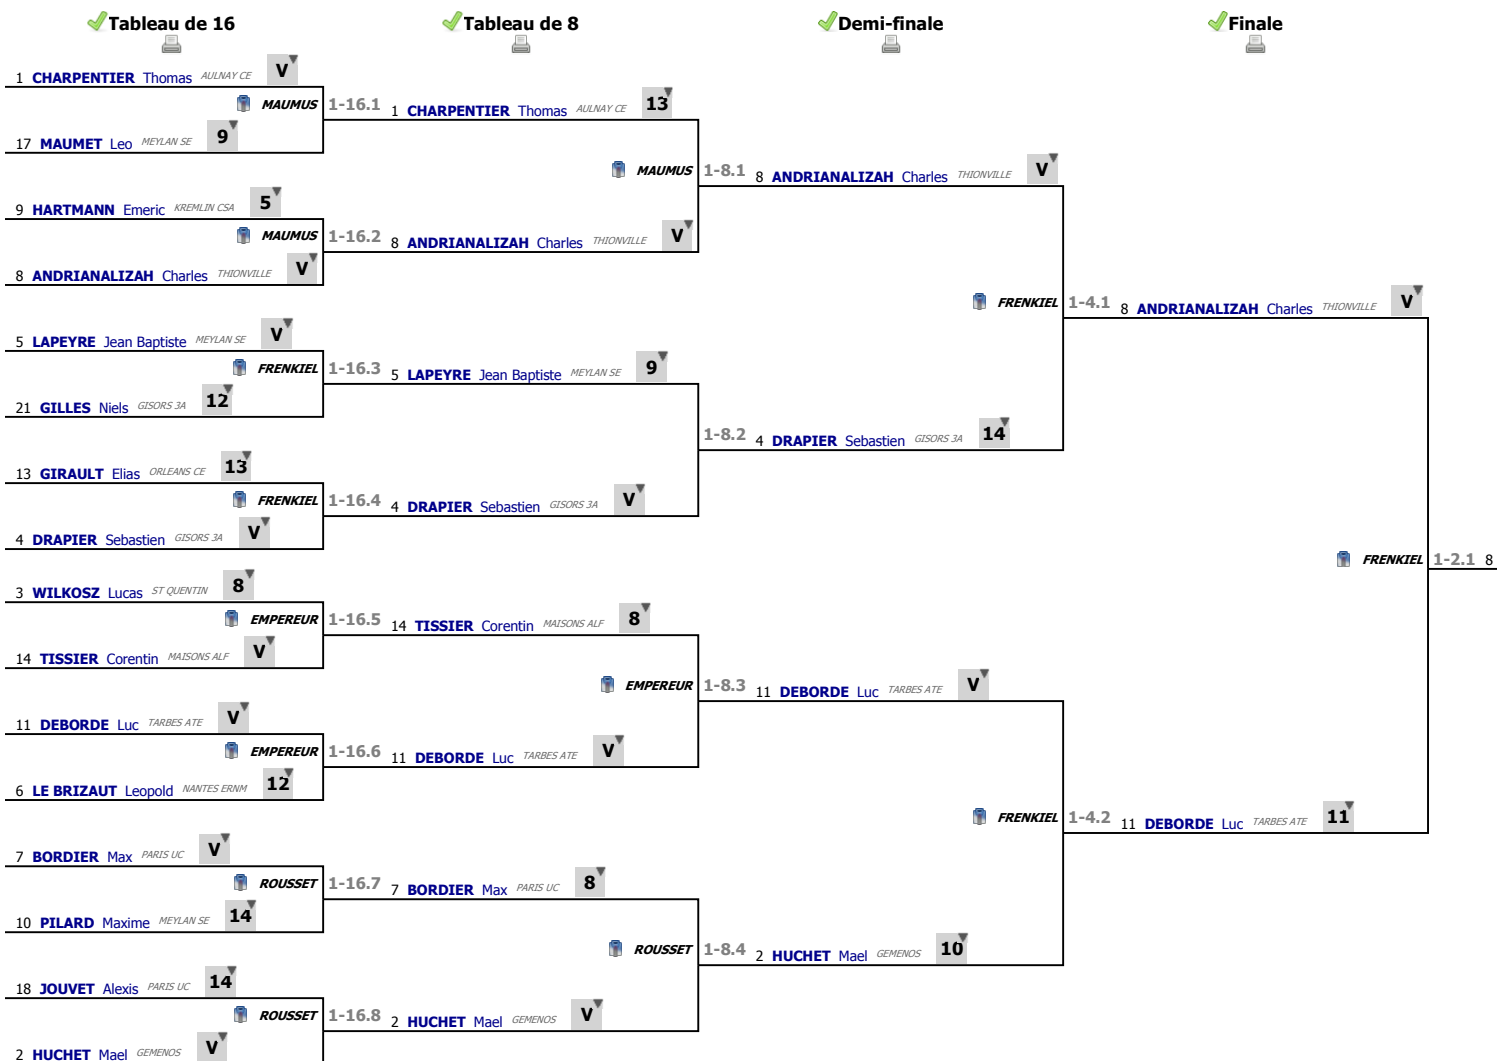 Tableau de 16
1 CHARPENTIER Thomas AULNAY CE V
MAUMUS 1-16.1
17 MAUMET Leo MEYLAN SE 9
9 HARTMANN Emeric KREMLIN CSA 5
MAUMUS 1-16.2
8 ANDRIANALIZAH Charles THIONVILLE V
5 LAPEYRE Jean Baptiste MEYLAN SE V
FRENKIEL 1-16.3
21 GILLES Niels GISORS 3A 12
13 GIRAULT Elias ORLEANS CE 13
FRENKIEL 1-16.4
4 DRAPIER Sebastien GISORS 3A V
3 WILKOSZ Lucas ST QUENTIN 8
EMPEREUR 1-16.5
14 TISSIER Corentin MAISONS ALF V
11 DEBORDE Luc TARBES ATE V
EMPEREUR 1-16.6
6 LE BRIZAUT Leopold NANTES ERNM 12
7 BORDIER Max PARIS UC V
ROUSSET 1-16.7
10 PILARD Maxime MEYLAN SE 14
18 JOUVET Alexis PARIS UC 14
ROUSSET 1-16.8
2 HUCHET Mael GEMENOS V
Tableau de 8
1 CHARPENTIER Thomas AULNAY CE 13
MAUMUS 1-8.1
8 ANDRIANALIZAH Charles THIONVILLE V
5 LAPEYRE Jean Baptiste MEYLAN SE 9
1-8.2
4 DRAPIER Sebastien GISORS 3A V
14 TISSIER Corentin MAISONS ALF 8
EMPEREUR 1-8.3
11 DEBORDE Luc TARBES ATE V
7 BORDIER Max PARIS UC 8
ROUSSET 1-8.4
2 HUCHET Mael GEMENOS V
Demi-finale
8 ANDRIANALIZAH Charles THIONVILLE V
FRENKIEL 1-4.1
4 DRAPIER Sebastien GISORS 3A 14
11 DEBORDE Luc TARBES ATE V
FRENKIEL 1-4.2
2 HUCHET Mael GEMENOS 10
Finale
8 ANDRIANALIZAH Charles THIONVILLE V
FRENKIEL 1-2.1 8
11 DEBORDE Luc TARBES ATE 11